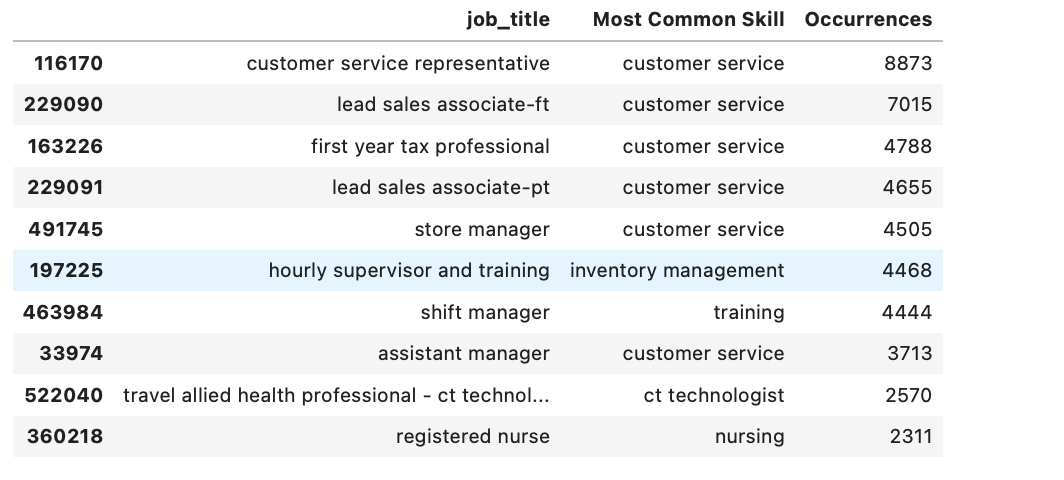 job_title Most Common Skill Occurrences
116170 customer service representative customer service 8873
229090 lead sales associate-ft customer service 7015
163226 first year tax professional customer service 4788
229091 lead sales associate-pt customer service 4655
491745 store manager customer service 4505
197225 hourly supervisor and training inventory management 4468
463984 shift manager training 4444
33974 assistant manager customer service 3713
522040 travel allied health professional - ct technol... ct technologist 2570
360218 registered nurse nursing 2311